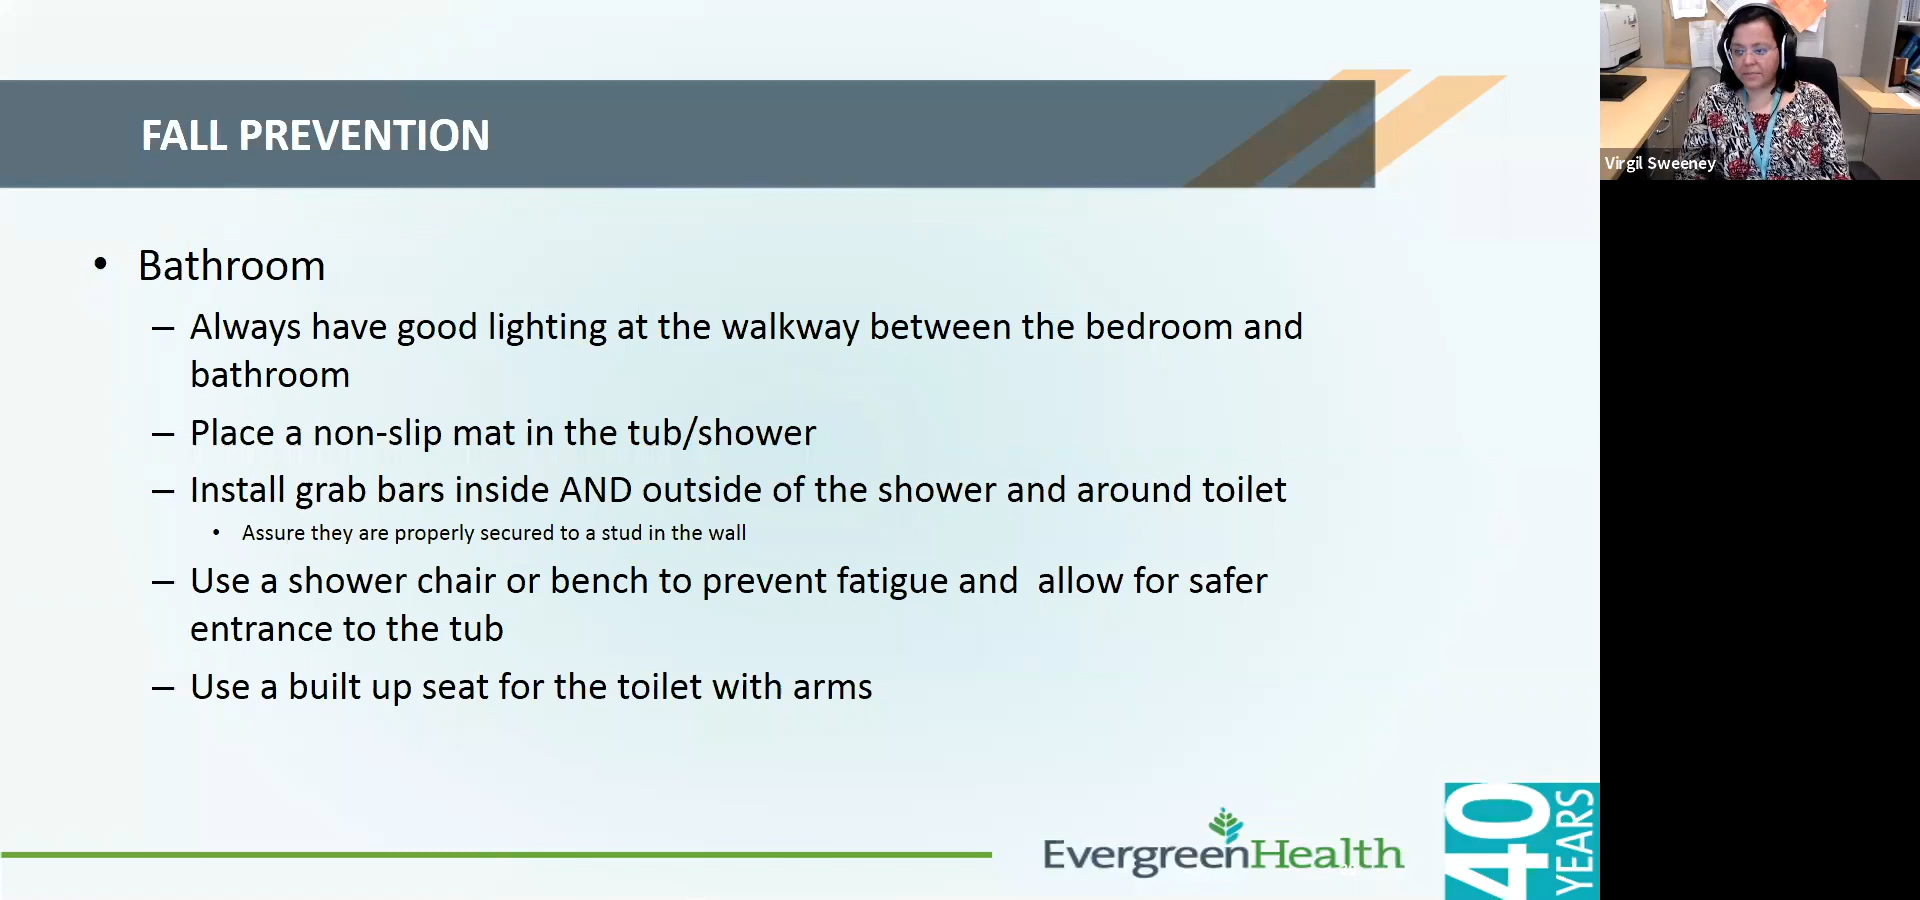 FALL PREVENTION
• Bathroom
– Always have good lighting at the walkway between the bedroom and
bathroom
– Place a non-slip mat in the tub/shower
– Install grab bars inside AND outside of the shower and around toilet
• Assure they are properly secured to a stud in the wall
– Use a shower chair or bench to prevent fatigue and  allow for safer
entrance to the tub
– Use a built up seat for the toilet with arms
EvergreenHealth
40
YEARS
Virgil Sweeney